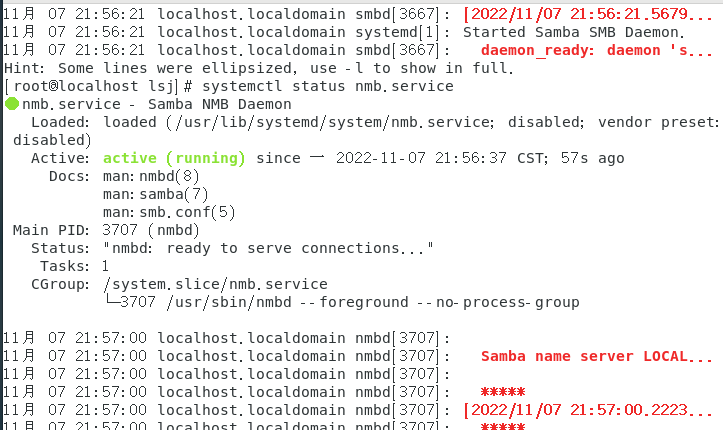 11月 07 21:56:21 localhost.localdomain smbd[3667]: [2022/11/07 21:56:21.5679...
11月 07 21:56:21 localhost.localdomain systemd[1]: Started Samba SMB Daemon.
11月 07 21:56:21 localhost.localdomain smbd[3667]:   daemon_ready: daemon 's...
Hint: Some lines were ellipsized, use -l to show in full.
[root@localhost lsj]# systemctl status nmb.service
● nmb.service - Samba NMB Daemon
   Loaded: loaded (/usr/lib/systemd/system/nmb.service; disabled; vendor preset:
 disabled)
   Active: active (running) since 一 2022-11-07 21:56:37 CST; 57s ago
     Docs: man:nmbd(8)
           man:samba(7)
           man:smb.conf(5)
 Main PID: 3707 (nmbd)
   Status: "nmbd: ready to serve connections..."
    Tasks: 1
   CGroup: /system.slice/nmb.service
           └─3707 /usr/sbin/nmbd --foreground --no-process-group
11月 07 21:57:00 localhost.localdomain nmbd[3707]:
11月 07 21:57:00 localhost.localdomain nmbd[3707]:   Samba name server LOCAL...
11月 07 21:57:00 localhost.localdomain nmbd[3707]:
11月 07 21:57:00 localhost.localdomain nmbd[3707]:   *****
11月 07 21:57:00 localhost.localdomain nmbd[3707]: [2022/11/07 21:57:00.2223...
11月 07 21:57:00 localhost.localdomain nmbd[3707]:   *****